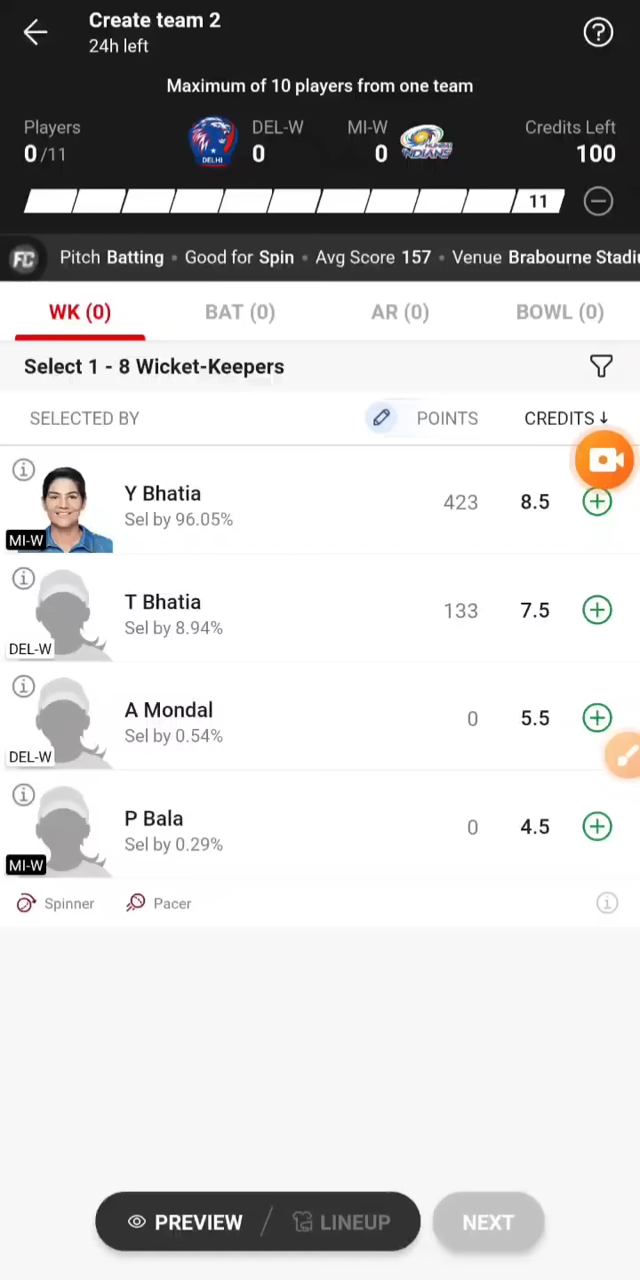 Create team 2
24h left
Maximum of 10 players from one team
Players DEL-W MI-W Credits Left
0 /11 DELHI 0 0 INDIANS 100
11
FC Pitch Batting • Good for Spin • Avg Score 157 • Venue Brabourne Stadi
WK (0) BAT (0) AR (0) BOWL (0)
Select 1 - 8 Wicket-Keepers
SELECTED BY POINTS CREDITS ↓
Y Bhatia
Sel by 96.05%
423 8.5
MI-W
T Bhatia
Sel by 8.94%
133 7.5
DEL-W
A Mondal
Sel by 0.54%
0 5.5
DEL-W
P Bala
Sel by 0.29%
0 4.5
MI-W
Spinner Pacer
PREVIEW / LINEUP NEXT